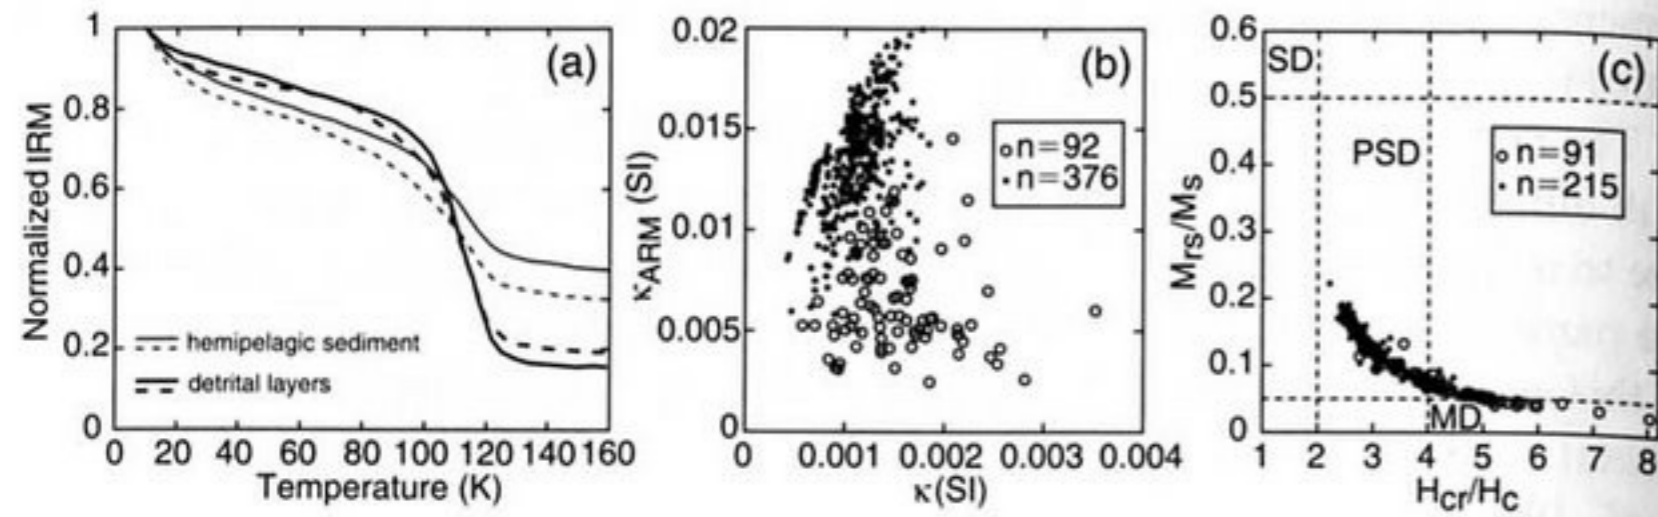 (a)
Normalized IRM
1
0.8
0.6
0.4
0.2
0
hemipelagic sediment
detrital layers
0 20 40 60 80 100 120 140 160
Temperature (K)
(b)
κARM (SI)
0.02
0.015
0.01
0.005
0
n=92
n=376
0 0.001 0.002 0.003 0.004
κ(SI)
(c)
Mrs/Ms
0.6
0.5
0.4
0.3
0.2
0.1
0
SD
PSD
MD
n=91
n=215
1 2 3 4 5 6 7 8
Hcr/Hc